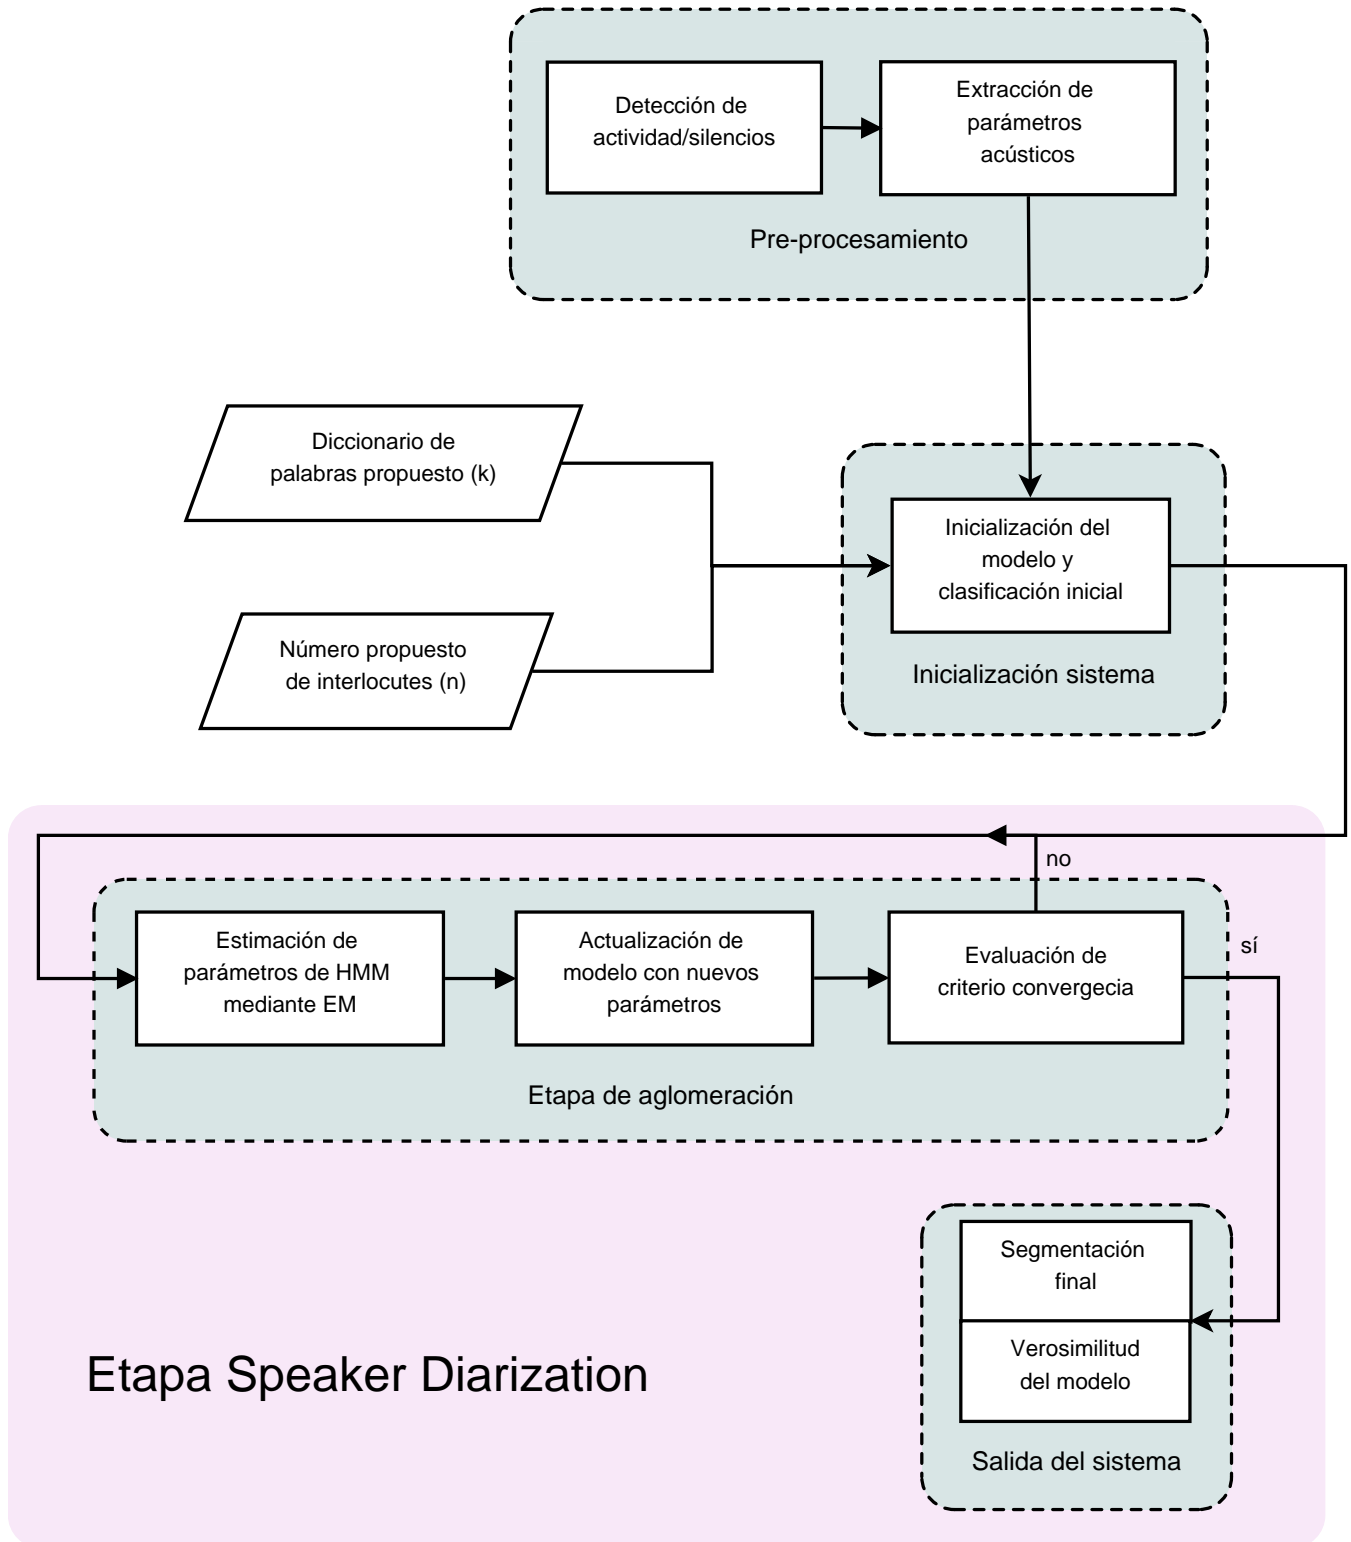 Detección de
actividad/silencios
Extracción de
parámetros
acústicos
Pre-procesamiento
Diccionario de
palabras propuesto (k)
Número propuesto
de interlocutes (n)
Inicialización del
modelo y
clasificación inicial
Inicialización sistema
no
sí
Estimación de
parámetros de HMM
mediante EM
Actualización de
modelo con nuevos
parámetros
Evaluación de
criterio convergecia
Etapa de aglomeración
Segmentación
final
Verosimilitud
del modelo
Salida del sistema
Etapa Speaker Diarization